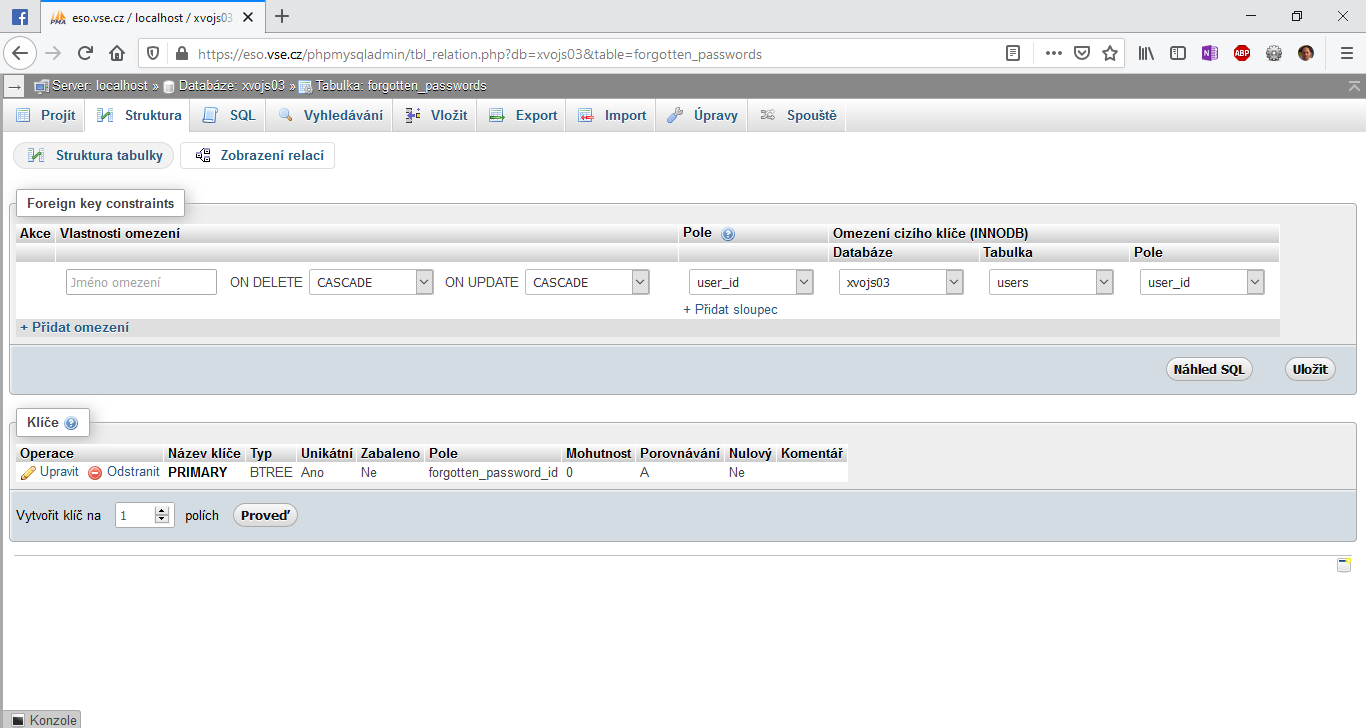 eso.vse.cz / localhost / xvojs03
https://eso.vse.cz/phpmysqladmin/tbl_relation.php?db=xvojs03&table=forgotten_passwords
Server: localhost » Databáze: xvojs03 » Tabulka: forgotten_passwords
Projít Struktura SQL Vyhledávání Vložit Export Import Úpravy Spouště
Struktura tabulky Zobrazení relací
Foreign key constraints
Akce Vlastnosti omezení Pole Omezení cizího klíče (INNODB)
Databáze Tabulka Pole
Jméno omezení ON DELETE CASCADE ON UPDATE CASCADE user_id xvojs03 users user_id
+ Přidat sloupec
+ Přidat omezení
Náhled SQL Uložit
Klíče
Operace Název klíče Typ Unikátní Zabaleno Pole Mohutnost Porovnávání Nulový Komentář
Upravit Odstranit PRIMARY BTREE Ano Ne forgotten_password_id 0 A Ne
Vytvořit klíč na 1 polích Proveď
Konzole